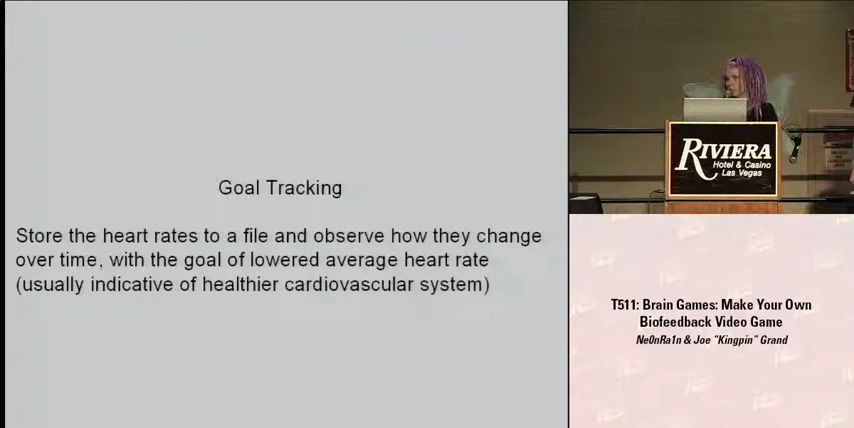 Goal Tracking
Store the heart rates to a file and observe how they change
over time, with the goal of lowered average heart rate
(usually indicative of healthier cardiovascular system)
RIVIERA
Hotel & Casino
Las Vegas
T511: Brain Games: Make Your Own
Biofeedback Video Game
Ne0nRa1n & Joe "Kingpin" Grand